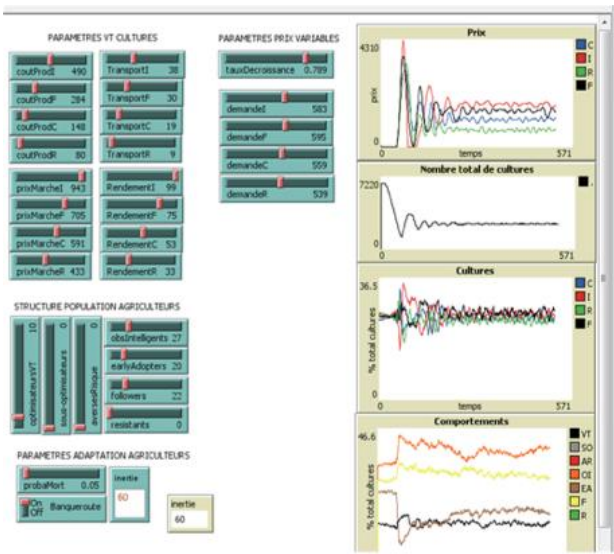 PARAMETRES VT CULTURES
coutProdI 490
TransportI 38
coutProdF 284
TransportF 30
coutProdC 148
TransportC 19
coutProdR 80
TransportR 9
prixMarcheI 943
RendementI 99
prixMarcheF 705
RendementF 75
prixMarcheC 591
RendementC 53
prixMarcheR 433
RendementR 33
PARAMETRES PRIX VARIABLES
tauxDecroissance 0.789
demandeI 583
demandeF 595
demandeC 559
demandeR 539
STRUCTURE POPULATION AGRICULTEURS
optimisateursVT 10
sous-optimisateurs 0
aversesRisque 0
obsIntelligents 27
earlyAdopters 20
followers 22
resistants 0
PARAMETRES ADAPTATION AGRICULTEURS
probaMort 0.05
On
Off
Banqueroute
inertie
60
inertie
60
Prix
4310
prix
0
0
temps
571
C
I
R
F
Nombre total de cultures
7220
0
0
571
.
Cultures
36.5
% total cultures
0
0
temps
571
C
I
R
F
Comportements
46.6
% total cultures
VT
SO
AR
OI
EA
F
R